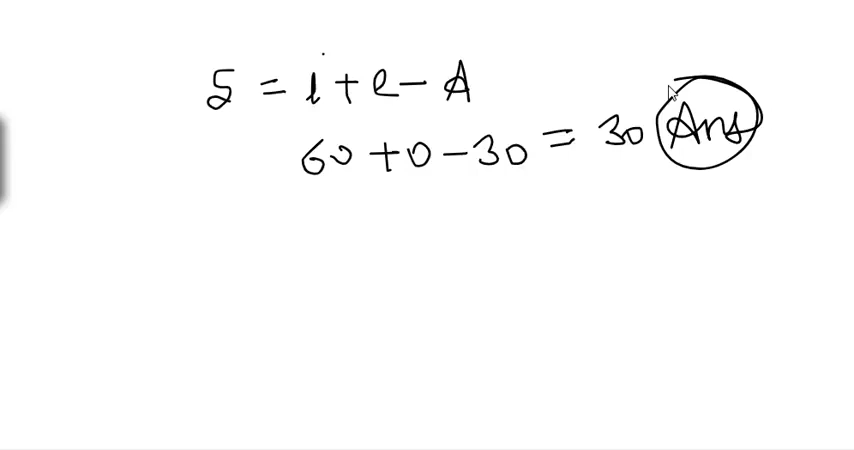 δ = i + e - A
60 + 0 - 30 = 30 Ans